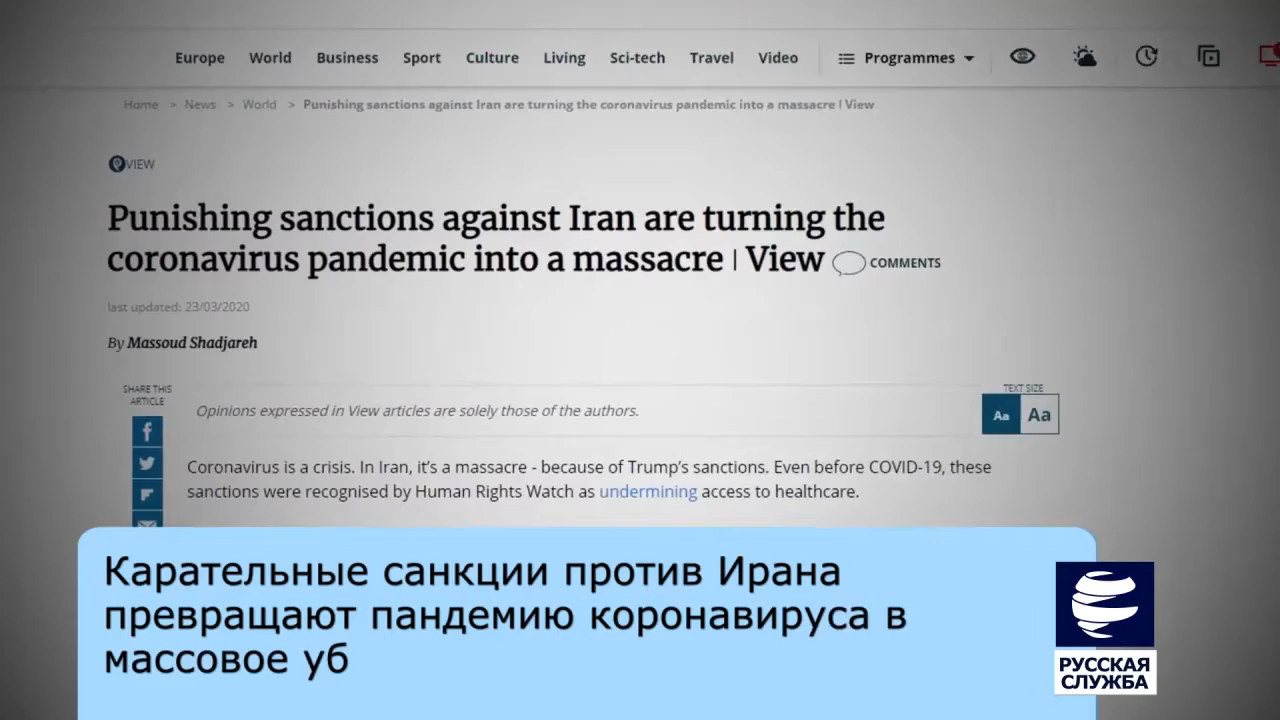 Europe World Business Sport Culture Living Sci-tech Travel Video Programmes
Home > News > World > Punishing sanctions against Iran are turning the coronavirus pandemic into a massacre | View
VIEW
Punishing sanctions against Iran are turning the
coronavirus pandemic into a massacre | View COMMENTS
last updated: 23/03/2020
By Massoud Shadjareh
SHARE THIS
ARTICLE
Opinions expressed in View articles are solely those of the authors.
TEXT SIZE
Aa Aa
Coronavirus is a crisis. In Iran, it's a massacre - because of Trump's sanctions. Even before COVID-19, these
sanctions were recognised by Human Rights Watch as undermining access to healthcare.
Карательные санкции против Ирана
превращают пандемию коронавируса в
массовое уб
РУССКАЯ
СЛУЖБА